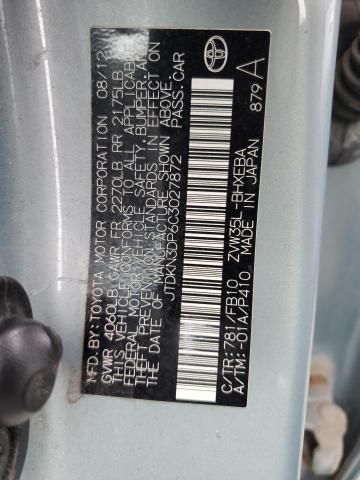 MFD. BY: TOYOTA MOTOR CORPORATION 08/12
GVWR 4060LB GAWR FR 2270LB RR 2175LB
THIS VEHICLE CONFORMS TO ALL APPLICABLE
FEDERAL MOTOR VEHICLE SAFETY, BUMPER, AND
THEFT PREVENTION STANDARDS IN EFFECT ON
THE DATE OF MANUFACTURE SHOWN ABOVE.
JTDKN3DP6C3027872 PASS. CAR
C/TR: 781/FB10 ZVW35L-BHXEBA
A/TM: -01A/P410 MADE IN JAPAN
TOYOTA
879 A